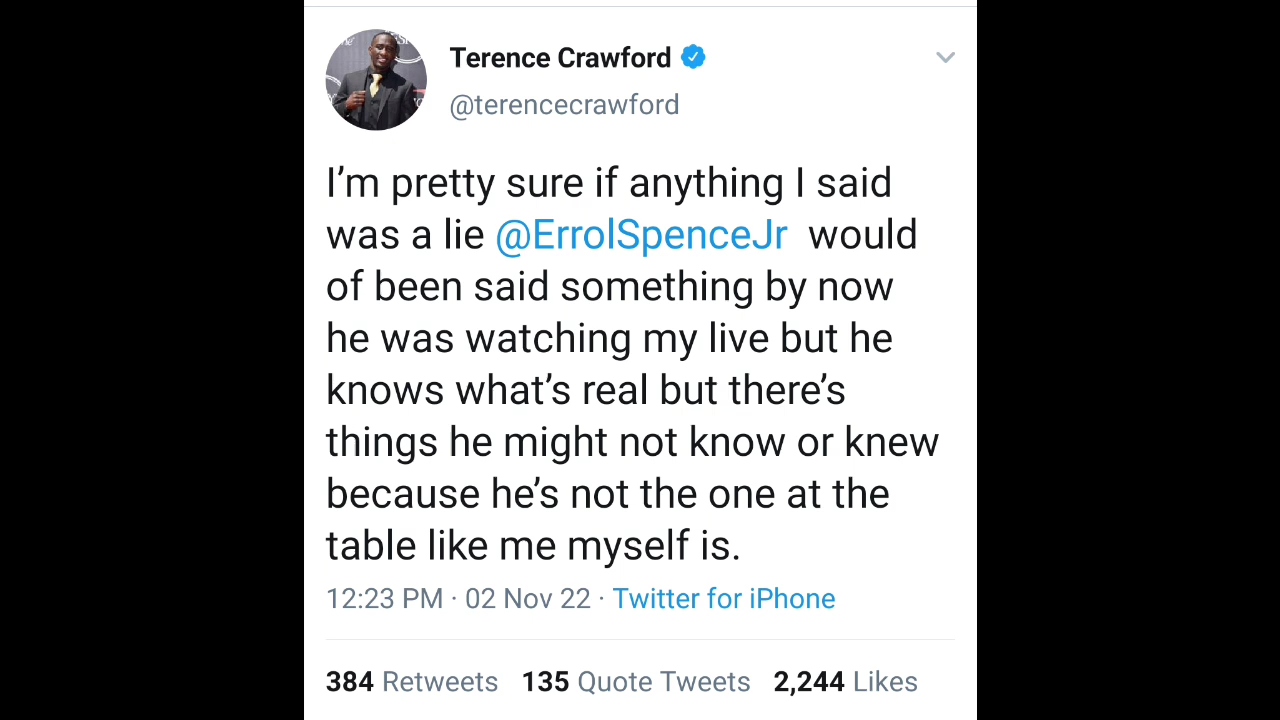 Terence Crawford
@terencecrawford
I'm pretty sure if anything I said
was a lie @ErrolSpenceJr would
of been said something by now
he was watching my live but he
knows what's real but there's
things he might not know or knew
because he's not the one at the
table like me myself is.
12:23 PM · 02 Nov 22 · Twitter for iPhone
384 Retweets 135 Quote Tweets 2,244 Likes